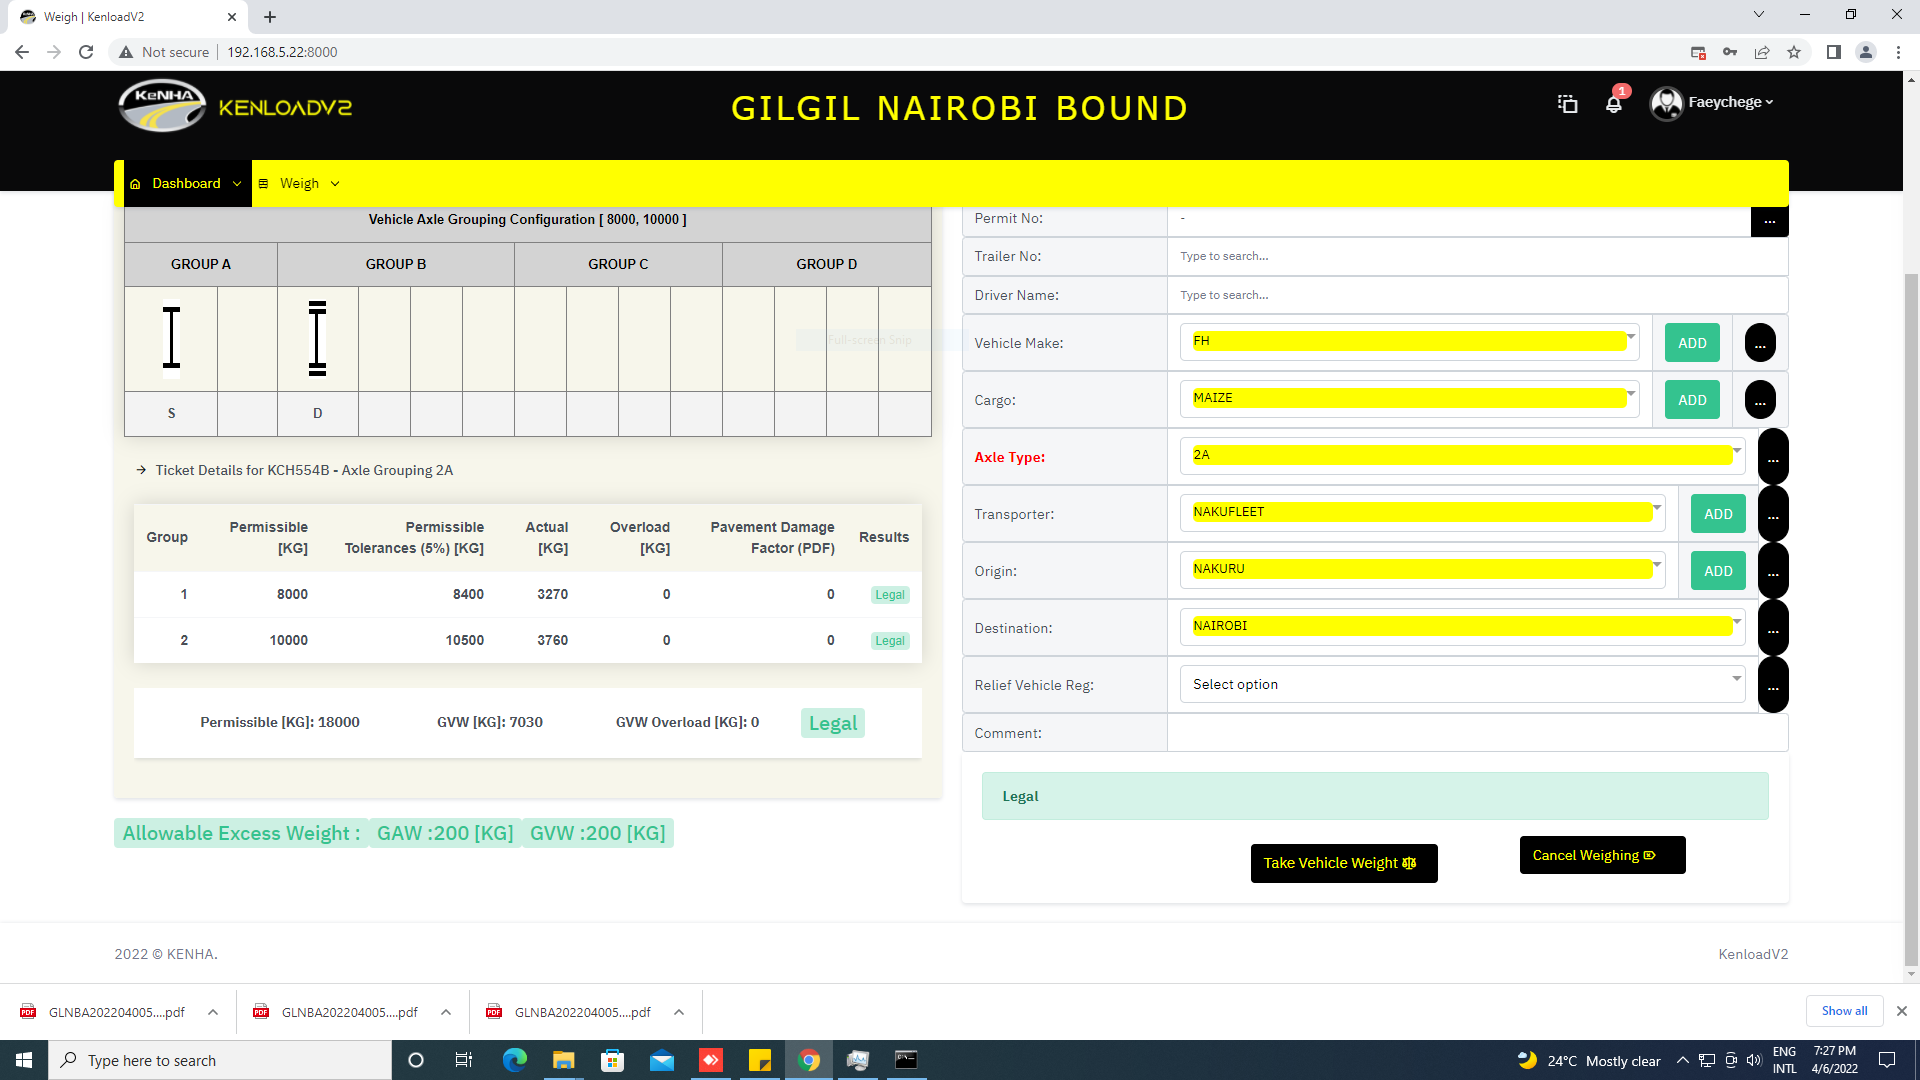 Weigh | KenloadV2
Not secure
192.168.5.22:8000
KeNHA
KENLOADV2
GILGIL NAIROBI BOUND
1
Faeychege
Dashboard
Weigh
Vehicle Axle Grouping Configuration [ 8000, 10000 ]
GROUP A GROUP B GROUP C GROUP D
S D
→ Ticket Details for KCH554B - Axle Grouping 2A
Group Permissible [KG] Permissible Tolerances (5%) [KG] Actual [KG] Overload [KG] Pavement Damage Factor (PDF) Results
1 8000 8400 3270 0 0 Legal
2 10000 10500 3760 0 0 Legal
Permissible [KG]: 18000 GVW [KG]: 7030 GVW Overload [KG]: 0 Legal
Allowable Excess Weight : GAW :200 [KG] GVW :200 [KG]
Full-screen Snip
Permit No: - ...
Trailer No: Type to search...
Driver Name: Type to search...
Vehicle Make: FH ADD ...
Cargo: MAIZE ADD ...
Axle Type: 2A ...
Transporter: NAKUFLEET ADD ...
Origin: NAKURU ADD ...
Destination: NAIROBI ...
Relief Vehicle Reg: Select option ...
Comment:
Legal
Take Vehicle Weight
Cancel Weighing
2022 © KENHA.
KenloadV2
PDF GLNBA202204005....pdf
PDF GLNBA202204005....pdf
PDF GLNBA202204005....pdf
Show all
Type here to search
24°C Mostly clear
ENG
INTL
7:27 PM
4/6/2022